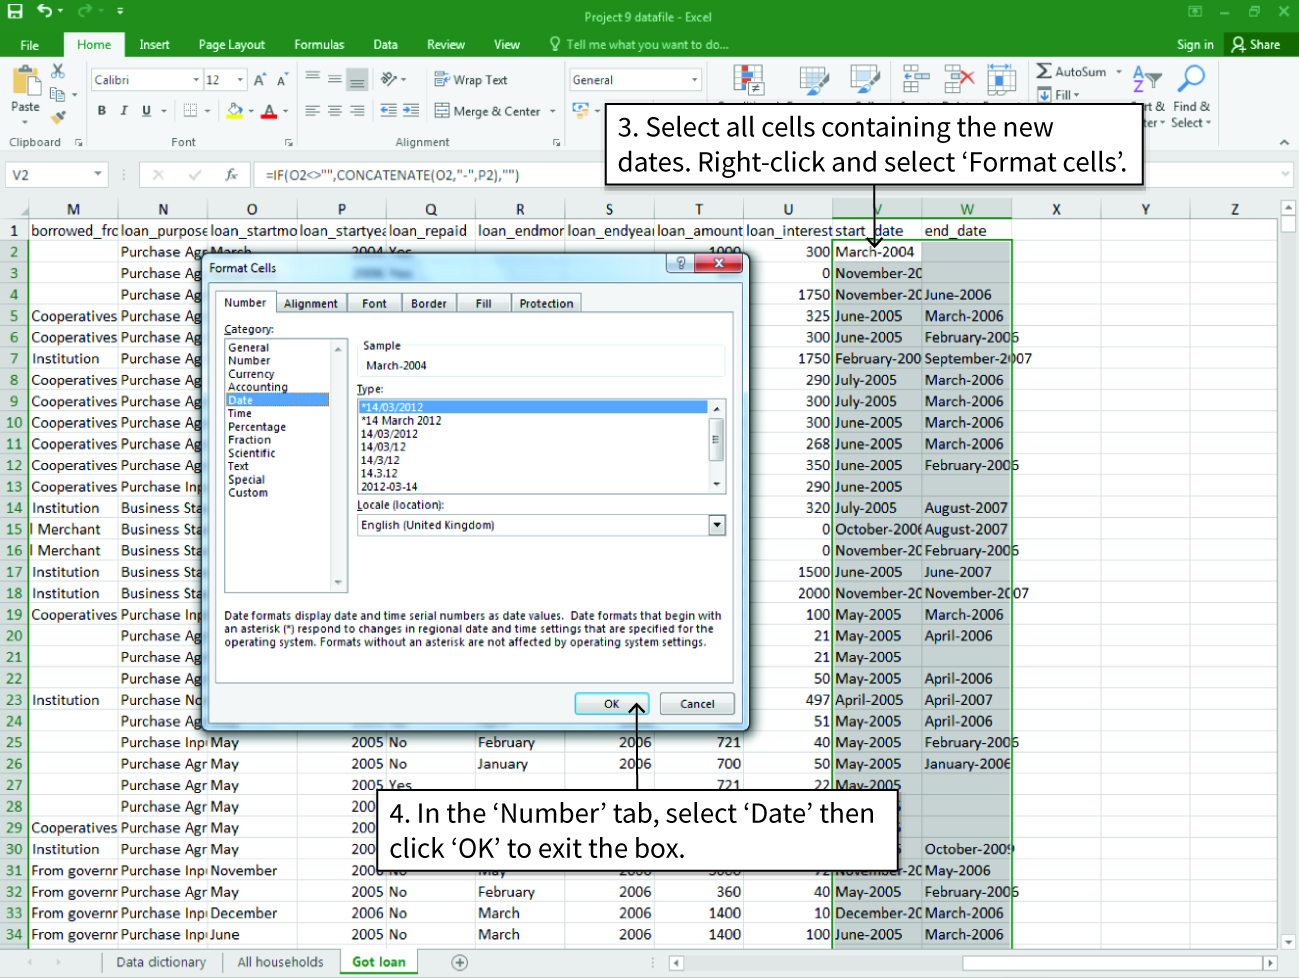 Project 9 datafile - Excel
File Home Insert Page Layout Formulas Data Review View Tell me what you want to do... Sign in Share
Paste
Clipboard
Calibri 12
B I U
Font
Wrap Text
Merge & Center
Alignment
General
AutoSum
Fill
Find &
Select
3. Select all cells containing the new
dates. Right-click and select ‘Format cells’.
V2 fx =IF(O2<>"",CONCATENATE(O2,"-",P2),"")
M N O P Q R S T U V W X Y Z
1 borrowed_frc loan_purpose loan_startmo loan_startyea loan_repaid loan_endmor loan_endyear loan_amount loan_interest start_date end_date
2 Purchase Agr March 2004 Yes 1000 300 March-2004
3 Purchase Ag 0 November-20
4 Purchase Ag 1750 November-2C June-2006
5 Cooperatives Purchase Ag 325 June-2005 March-2006
6 Cooperatives Purchase Ag 300 June-2005 February-2006
7 Institution Purchase Ag 1750 February-200 September-2007
8 Cooperatives Purchase Ag 290 July-2005 March-2006
9 Cooperatives Purchase Ag 300 July-2005 March-2006
10 Cooperatives Purchase Ag 300 June-2005 March-2006
11 Cooperatives Purchase Ag 268 June-2005 March-2006
12 Cooperatives Purchase Ag 350 June-2005 February-2006
13 Cooperatives Purchase Inp 290 June-2005
14 Institution Business Sta 320 July-2005 August-2007
15 l Merchant Business Sta 0 October-2006 August-2007
16 l Merchant Business Sta 0 November-2C February-2006
17 Institution Business Sta 1500 June-2005 June-2007
18 Institution Business Sta 2000 November-2C November-2007
19 Cooperatives Purchase Inp 100 May-2005 March-2006
20 Purchase Ag 21 May-2005 April-2006
21 Purchase Ag 21 May-2005
22 Purchase Ag 50 May-2005 April-2006
23 Institution Purchase No 497 April-2005 April-2007
24 Purchase Ag 51 May-2005 April-2006
25 Purchase Inpu May 2005 No February 2006 721 40 May-2005 February-2006
26 Purchase Agr May 2005 No January 2006 700 50 May-2005 January-2006
27 Purchase Inpu May 2005 Yes 721 22 May-2005
28 Purchase Agr May 200
29 Cooperatives Purchase Agr May 200
30 Institution Purchase Agr May 200 October-2009
31 From governr Purchase Inpu November 200 May-2006
32 From governr Purchase Agr May 2005 No February 2006 360 40 May-2005 February-2006
33 From governr Purchase Inpu December 2006 No March 2006 1400 10 December-2C March-2006
34 From governr Purchase Inpu June 2005 No March 2006 1400 100 June-2005 March-2006
Format Cells
Number Alignment Font Border Fill Protection
Category:
General
Number
Currency
Accounting
Date
Time
Percentage
Fraction
Scientific
Text
Special
Custom
Sample
March-2004
Type:
*14/03/2012
*14 March 2012
14/03/2012
14/03/12
14/3/12
14.3.12
2012-03-14
Locale (location):
English (United Kingdom)
Date formats display date and time serial numbers as date values. Date formats that begin with
an asterisk (*) respond to changes in regional date and time settings that are specified for the
operating system. Formats without an asterisk are not affected by operating system settings.
OK Cancel
4. In the ‘Number’ tab, select ‘Date’ then
click ‘OK’ to exit the box.
Data dictionary All households Got loan